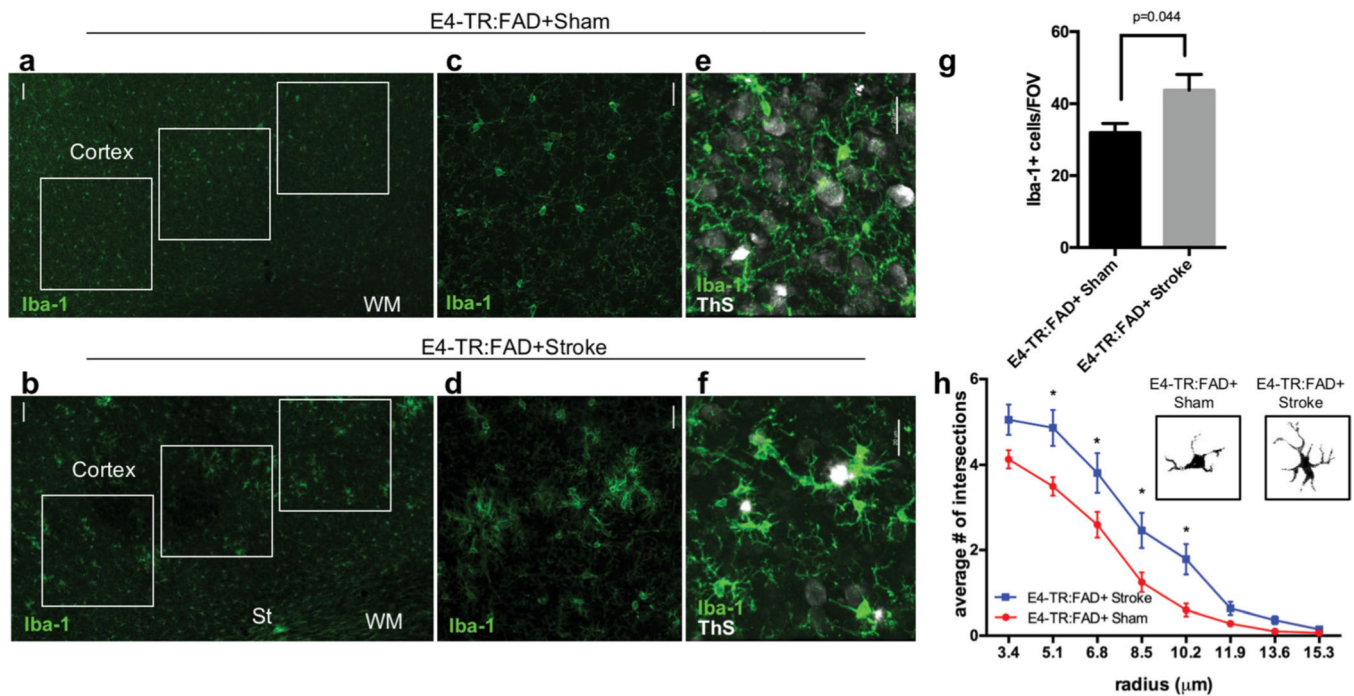 E4-TR:FAD+Sham
a
Cortex
Iba-1
WM
c
Iba-1
e
Iba-1
ThS
E4-TR:FAD+Stroke
b
Cortex
Iba-1
St
WM
d
Iba-1
f
Iba-1
ThS
g
p=0.044
Iba-1+ cells/FOV
60
40
20
0
E4-TR:FAD+ Sham
E4-TR:FAD+ Stroke
h
average # of intersections
6
4
2
0
E4-TR:FAD+
Sham
E4-TR:FAD+
Stroke
*
*
*
*
E4-TR:FAD+ Stroke
E4-TR:FAD+ Sham
3.4 5.1 6.8 8.5 10.2 11.9 13.6 15.3
radius (μm)